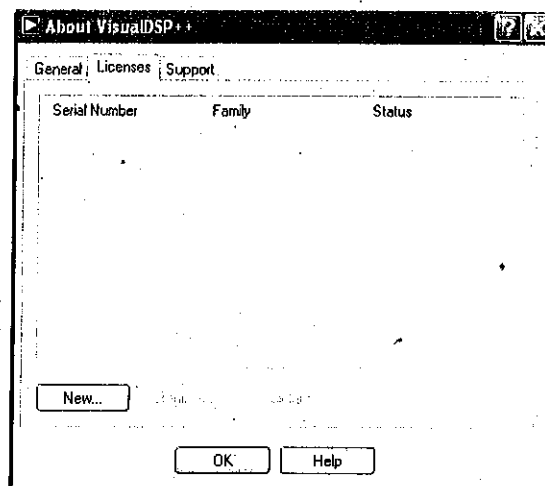 About VisualDSP++
General Licenses Support
Serial Number Family Status
New...
OK Help